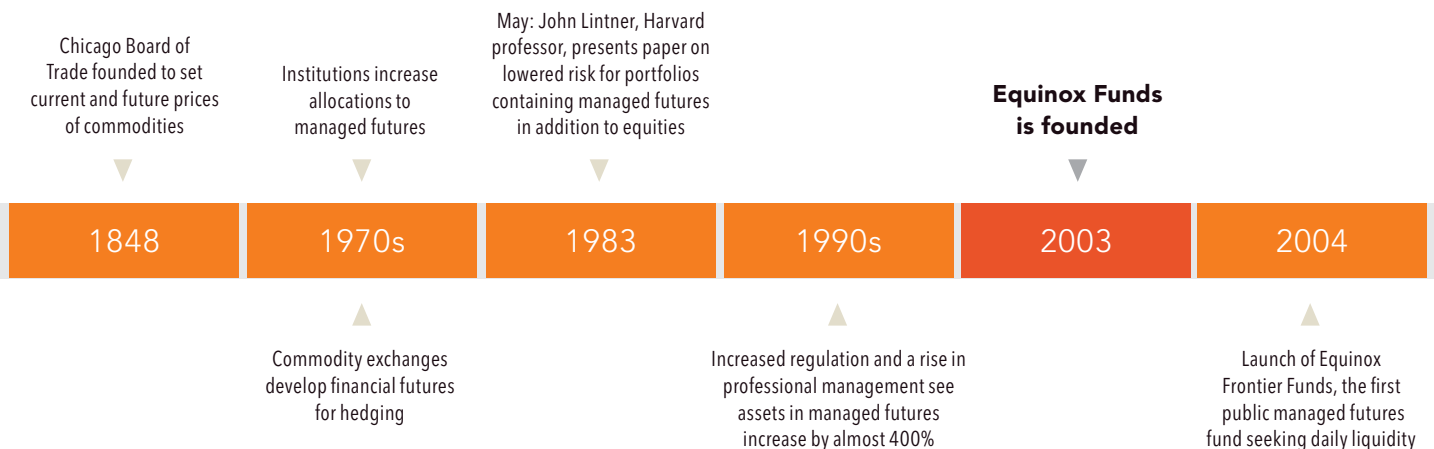 Chicago Board of
Trade founded to set
current and future prices
of commodities
Institutions increase
allocations to
managed futures
May: John Lintner, Harvard
professor, presents paper on
lowered risk for portfolios
containing managed futures
in addition to equities
Equinox Funds
is founded
1848
1970s
1983
1990s
2003
2004
Commodity exchanges
develop financial futures
for hedging
Increased regulation and a rise in
professional management see
assets in managed futures
increase by almost 400%
Launch of Equinox
Frontier Funds, the first
public managed futures
fund seeking daily liquidity